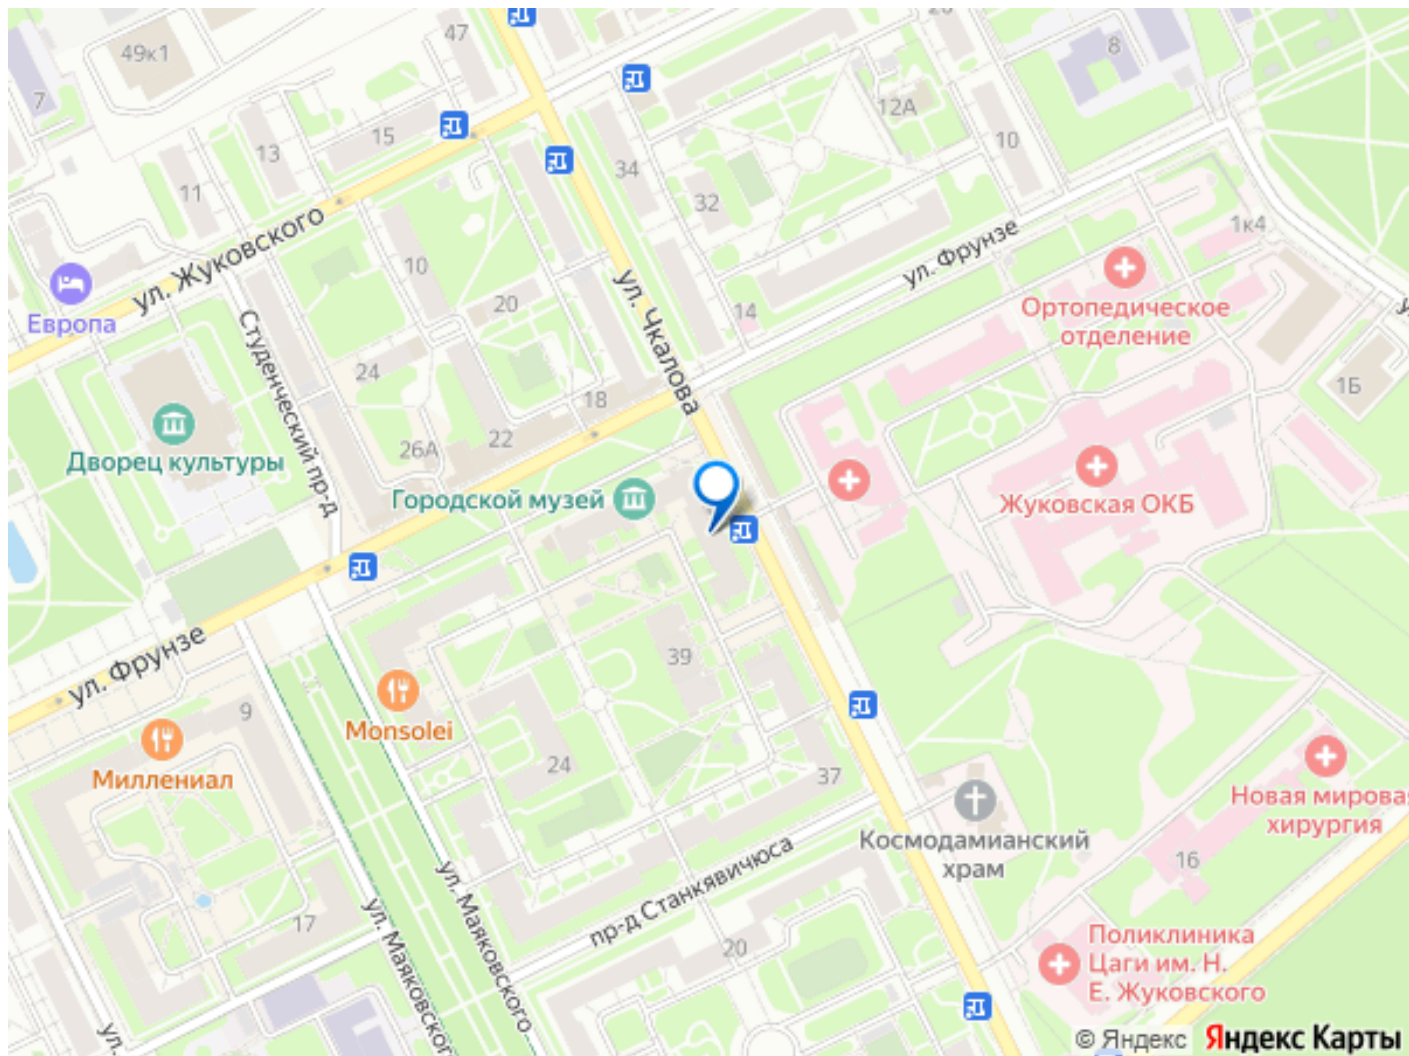 47
49к1
7
8
12А
15
13
10
34
11
32
1к4
ул. Жуковского
ул. Фрунзе
10
Ортопедическое
отделение
20
14
Европа
ул. Чкалова
Студенческий пр-д
24
1Б
18
22
26А
Дворец культуры
Городской музей
Жуковская ОКБ
ул. Фрунзе
39
Monsolei
9
Миллениал
24
37
Новая мировая
хирургия
Космодамианский
храм
16
пр-д Станкявичюса
ул. Маяковского
ул. Маяковского
17
20
Поликлиника
Цаги им. Н.
Е. Жуковского
ул.
© Яндекс Яндекс Карты